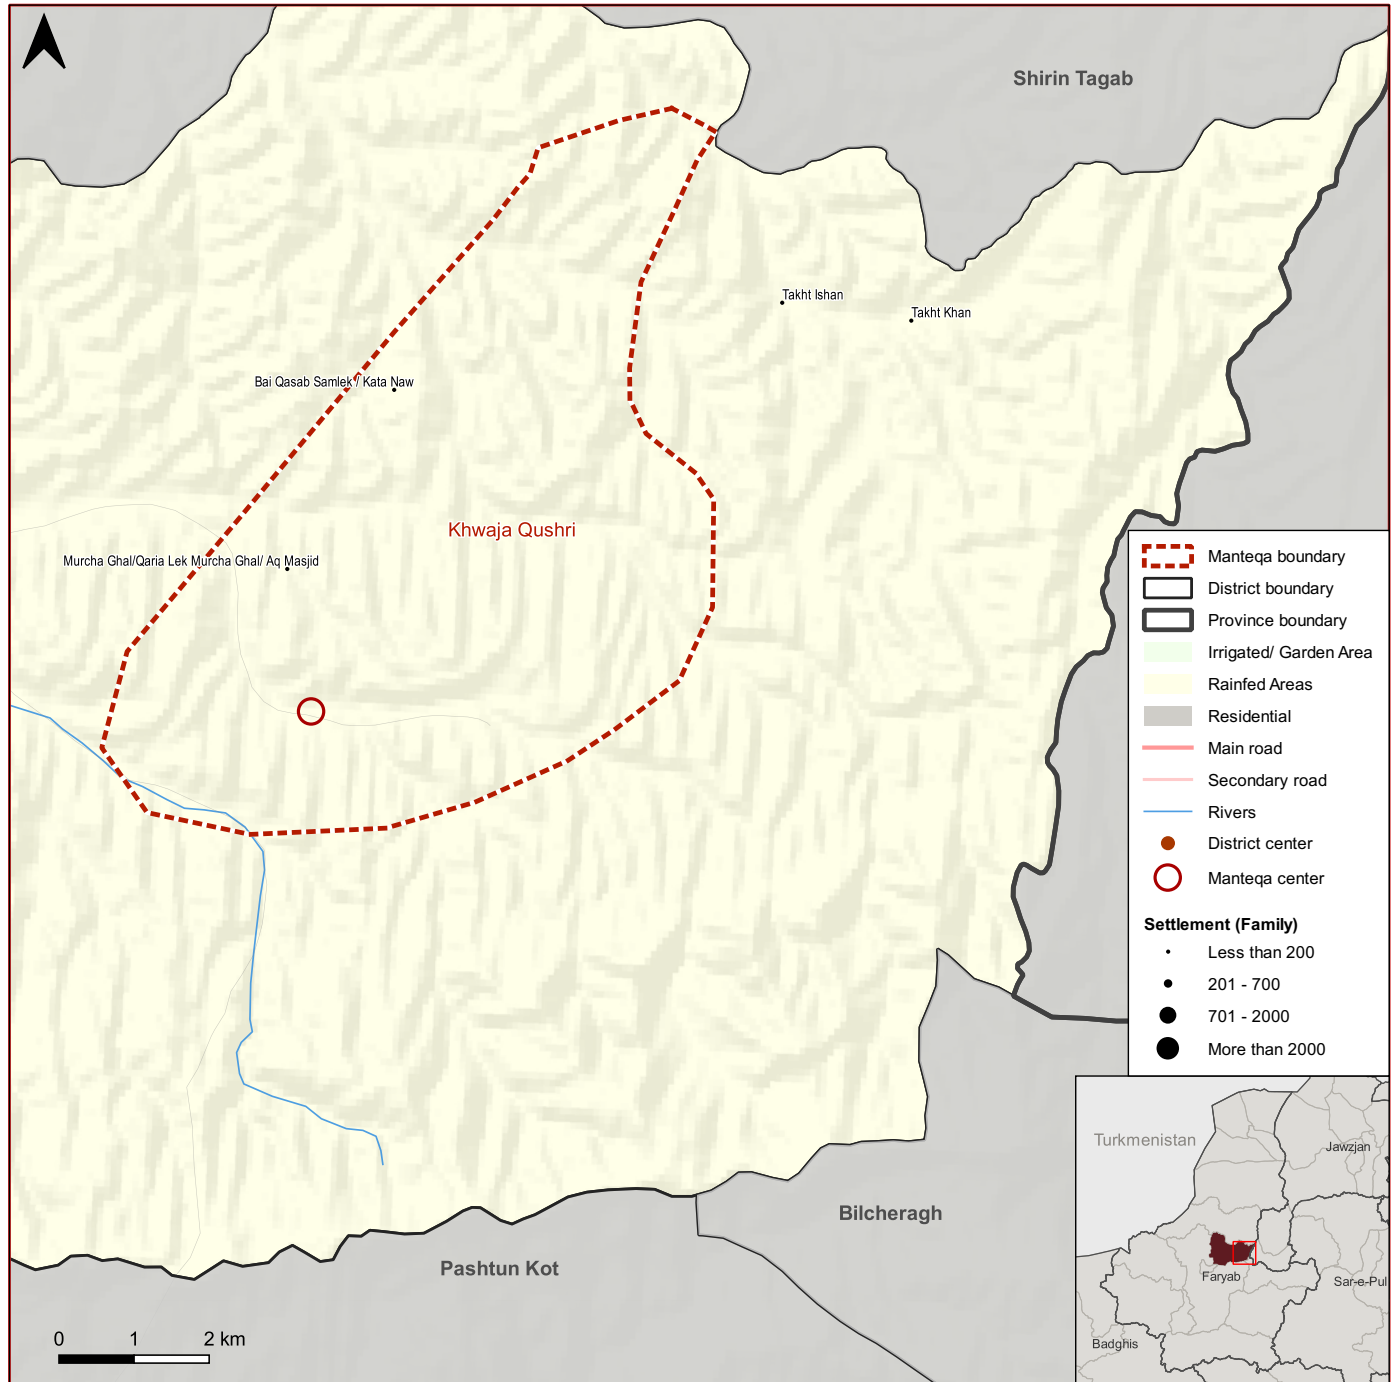 Shirin Tagab
Takht Ishan
Takht Khan
Bai Qasab Samlek / Kata Naw
Khwaja Qushri
Murcha Ghal/Qaria Lek Murcha Ghal/ Aq Masjid
Manteqa boundary
District boundary
Province boundary
Irrigated/ Garden Area
Rainfed Areas
Residential
Main road
Secondary road
Rivers
District center
Manteqa center
Settlement (Family)
Less than 200
201 - 700
701 - 2000
More than 2000
Turkmenistan
Jawzjan
Faryab
Sar-e-Pul
Badghis
Bilcheragh
Pashtun Kot
0 1 2 km